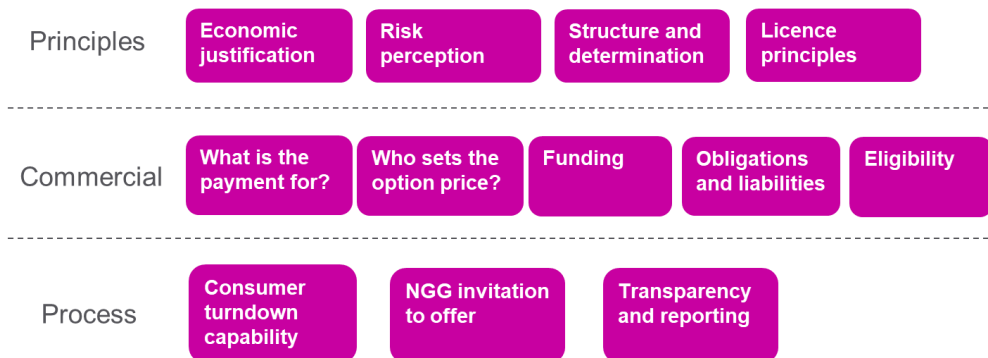 Principles
Economic
justification
Risk
perception
Structure and
determination
Licence
principles
Commercial
What is the
payment for?
Who sets the
option price?
Funding
Obligations
and liabilities
Eligibility
Process
Consumer
turndown
capability
NGG invitation
to offer
Transparency
and reporting